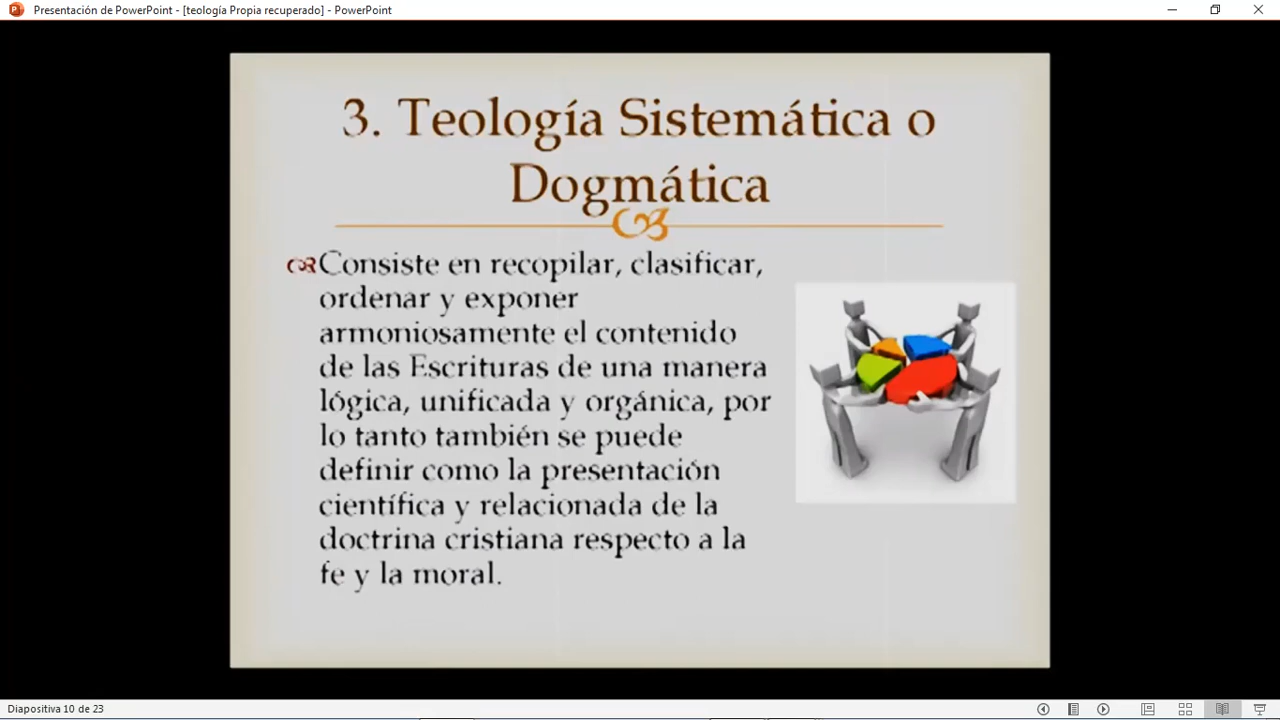 Presentación de PowerPoint - [teología Propia recuperado] - PowerPoint
3. Teología Sistemática o
Dogmática
Consiste en recopilar, clasificar,
ordenar y exponer
armoniosamente el contenido
de las Escrituras de una manera
lógica, unificada y orgánica, por
lo tanto también se puede
definir como la presentación
científica y relacionada de la
doctrina cristiana respecto a la
fe y la moral.
Diapositiva 10 de 23